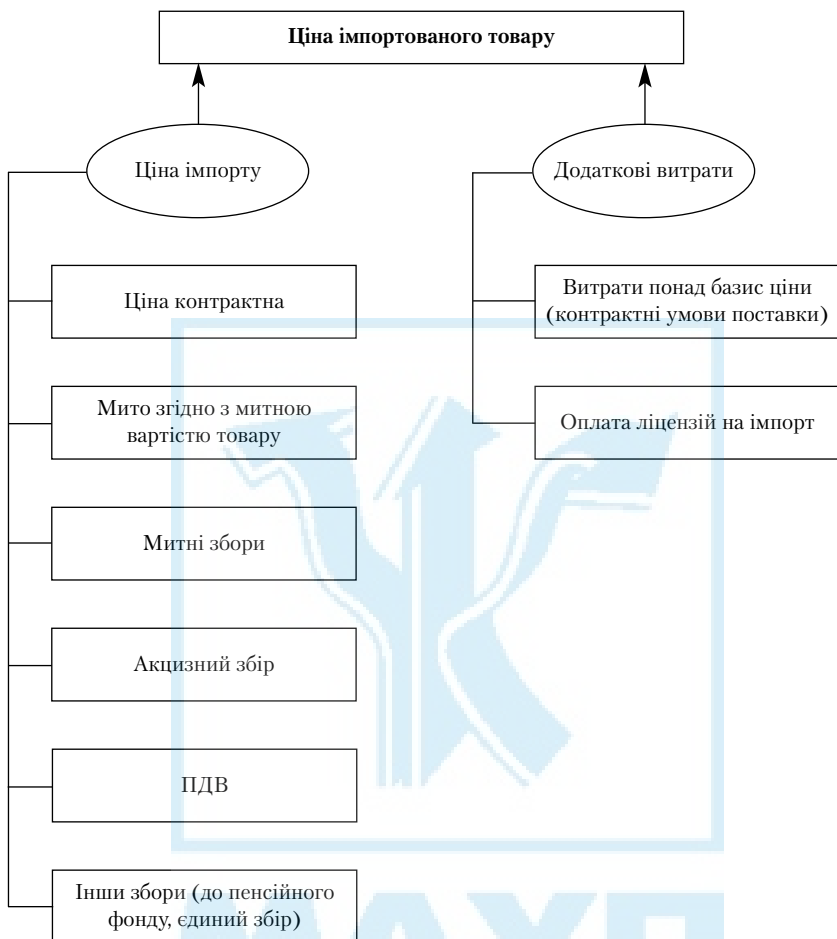 Ціна імпортованого товару
Ціна імпорту
Додаткові витрати
Ціна контрактна
Мито згідно з митною
вартістю товару
Митні збори
Акцизний збір
ПДВ
Інши збори (до пенсійного
фонду, єдиний збір)
Витрати понад базис ціни
(контрактні умови поставки)
Оплата ліцензій на імпорт